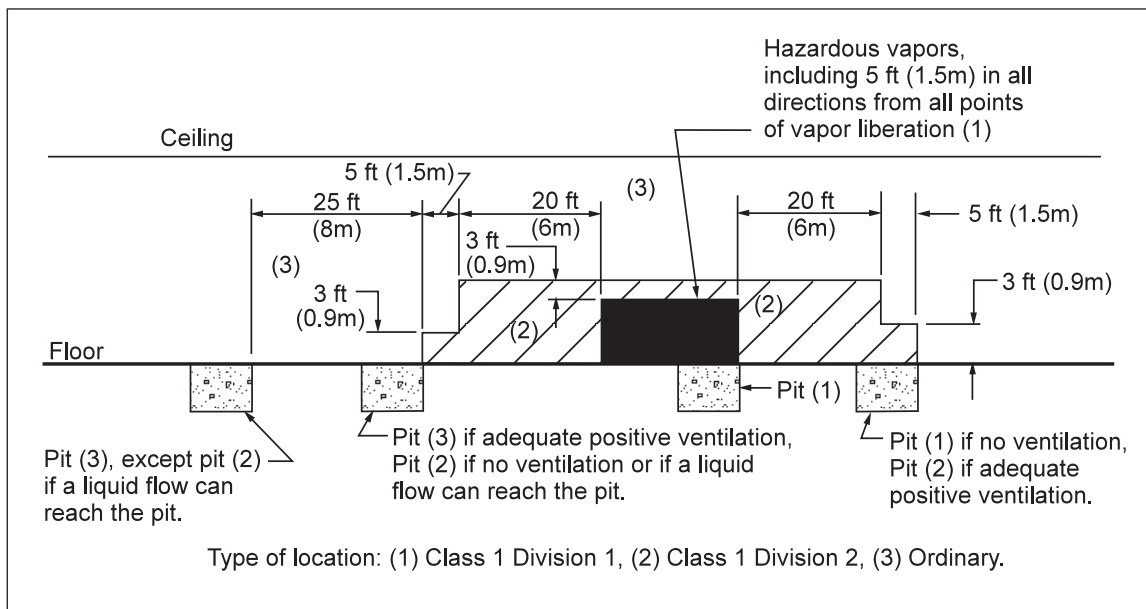 Hazardous vapors,
including 5 ft (1.5m) in all
directions from all points
of vapor liberation (1)
Ceiling
5 ft (1.5m)
25 ft
(8m)
20 ft
(6m)
(3)
20 ft
(6m)
5 ft (1.5m)
(3)
3 ft
(0.9m)
3 ft
(0.9m)
(2)
(2)
3 ft (0.9m)
Floor
Pit (1)
Pit (3), except pit (2)
if a liquid flow can
reach the pit.
Pit (3) if adequate positive ventilation,
Pit (2) if no ventilation or if a liquid
flow can reach the pit.
Pit (1) if no ventilation,
Pit (2) if adequate
positive ventilation.
Type of location: (1) Class 1 Division 1, (2) Class 1 Division 2, (3) Ordinary.